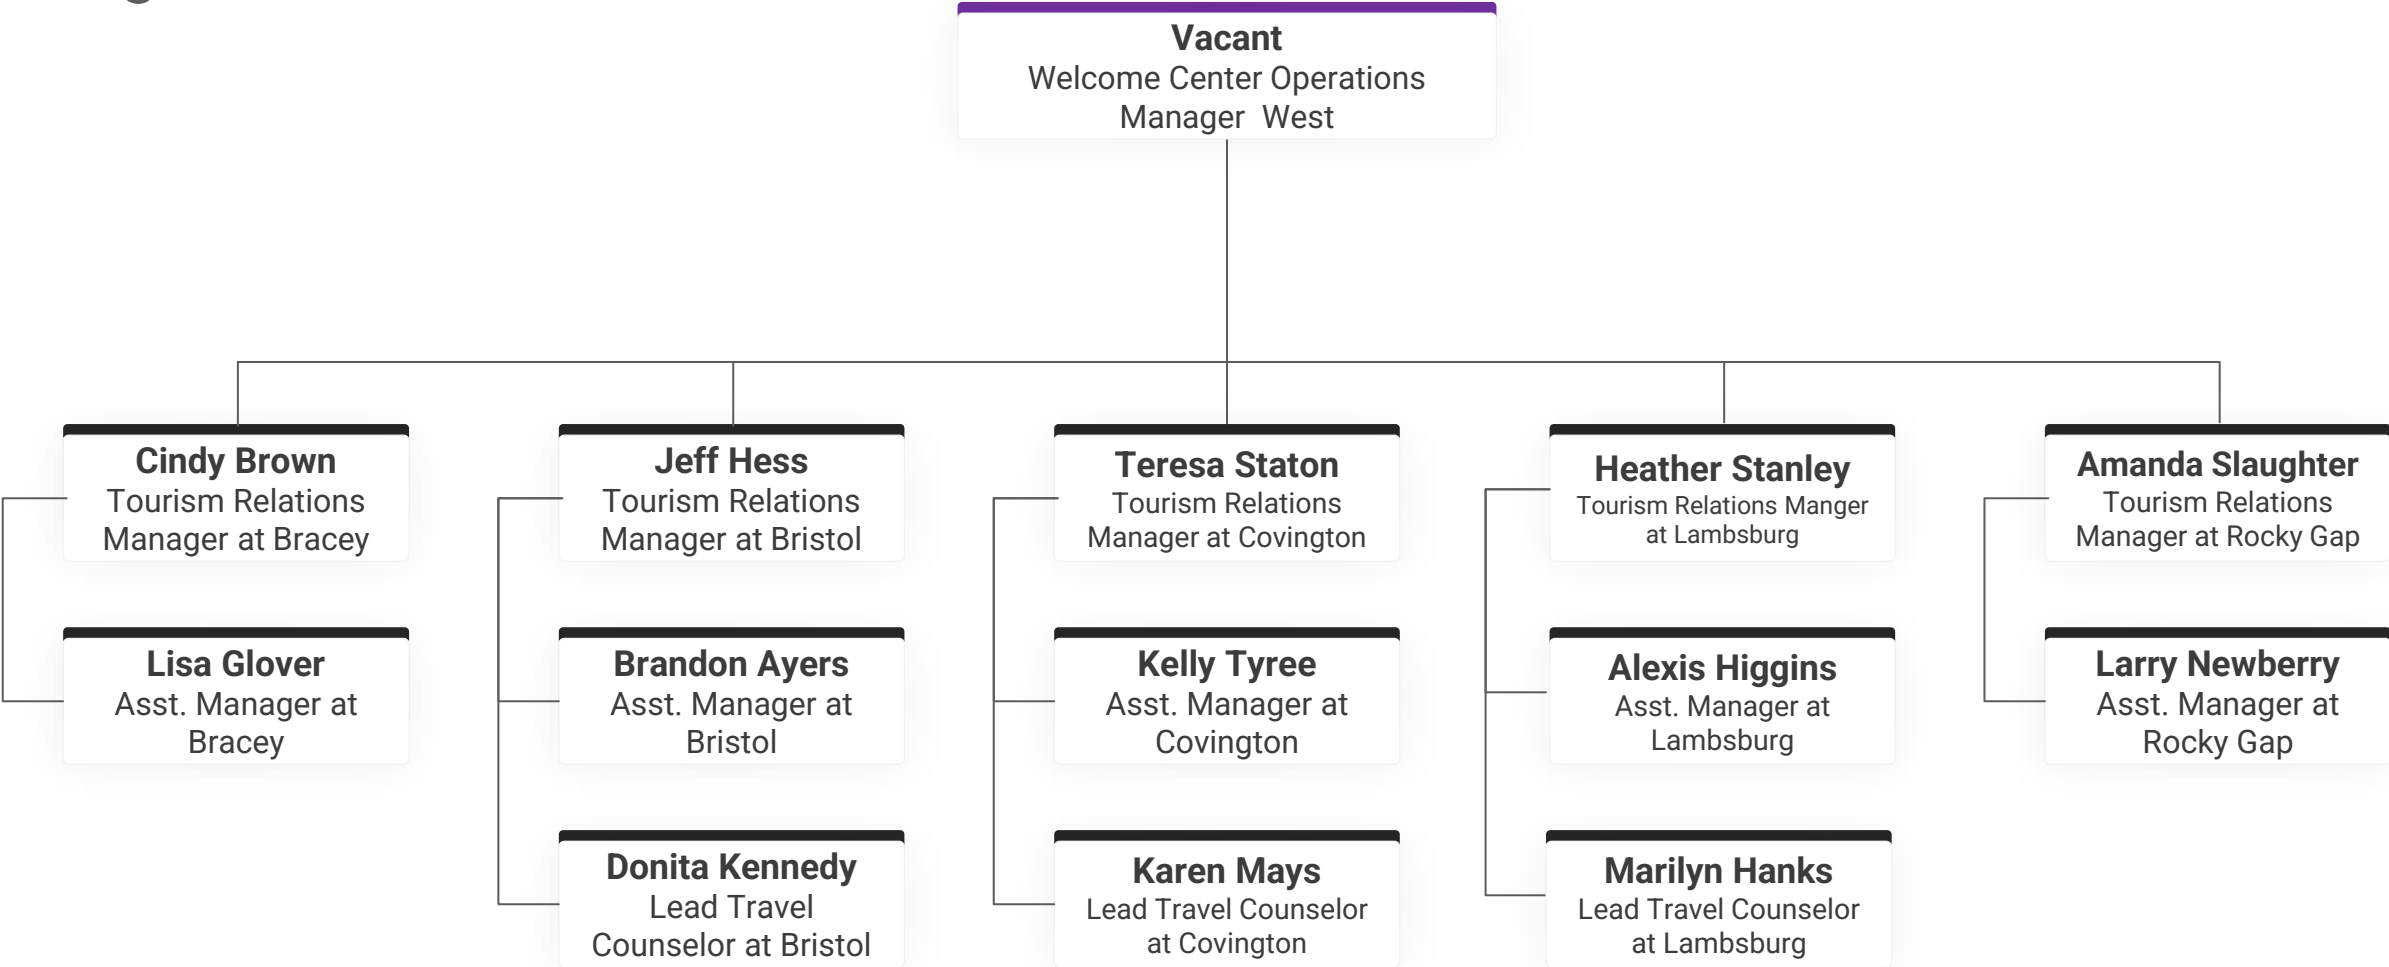 Vacant
Welcome Center Operations
Manager  West
Cindy Brown
Tourism Relations
Manager at Bracey
Jeff Hess
Tourism Relations
Manager at Bristol
Teresa Staton
Tourism Relations
Manager at Covington
Heather Stanley
Tourism Relations Manger
at Lambsburg
Amanda Slaughter
Tourism Relations
Manager at Rocky Gap
Lisa Glover
Asst. Manager at
Bracey
Brandon Ayers
Asst. Manager at
Bristol
Kelly Tyree
Asst. Manager at
Covington
Alexis Higgins
Asst. Manager at
Lambsburg
Larry Newberry
Asst. Manager at
Rocky Gap
Donita Kennedy
Lead Travel
Counselor at Bristol
Karen Mays
Lead Travel Counselor
at Covington
Marilyn Hanks
Lead Travel Counselor
at Lambsburg